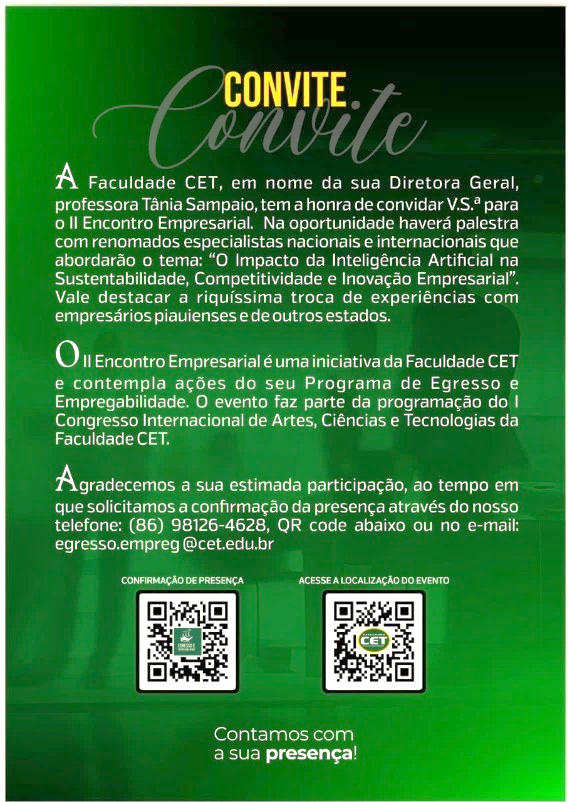 CONVITE
Convite
A Faculdade CET, em nome da sua Diretora Geral,
professora Tânia Sampaio, tem a honra de convidar V.S.ª para
o II Encontro Empresarial. Na oportunidade haverá palestra
com renomados especialistas nacionais e internacionais que
abordarão o tema: “O Impacto da Inteligência Artificial na
Sustentabilidade, Competitividade e Inovação Empresarial”.
Vale destacar a riquíssima troca de experiências com
empresários piauienses e de outros estados.
O II Encontro Empresarial é uma iniciativa da Faculdade CET
e contempla ações do seu Programa de Egresso e
Empregabilidade. O evento faz parte da programação do I
Congresso Internacional de Artes, Ciências e Tecnologias da
Faculdade CET.
Agradecemos a sua estimada participação, ao tempo em
que solicitamos a confirmação da presença através do nosso
telefone: (86) 98126-4628, QR code abaixo ou no e-mail:
egresso.empreg @cet.edu.br
CONFIRMAÇÃO DE PRESENÇA
ACESSE A LOCALIZAÇÃO DO EVENTO
CET
Contamos com
a sua presença!